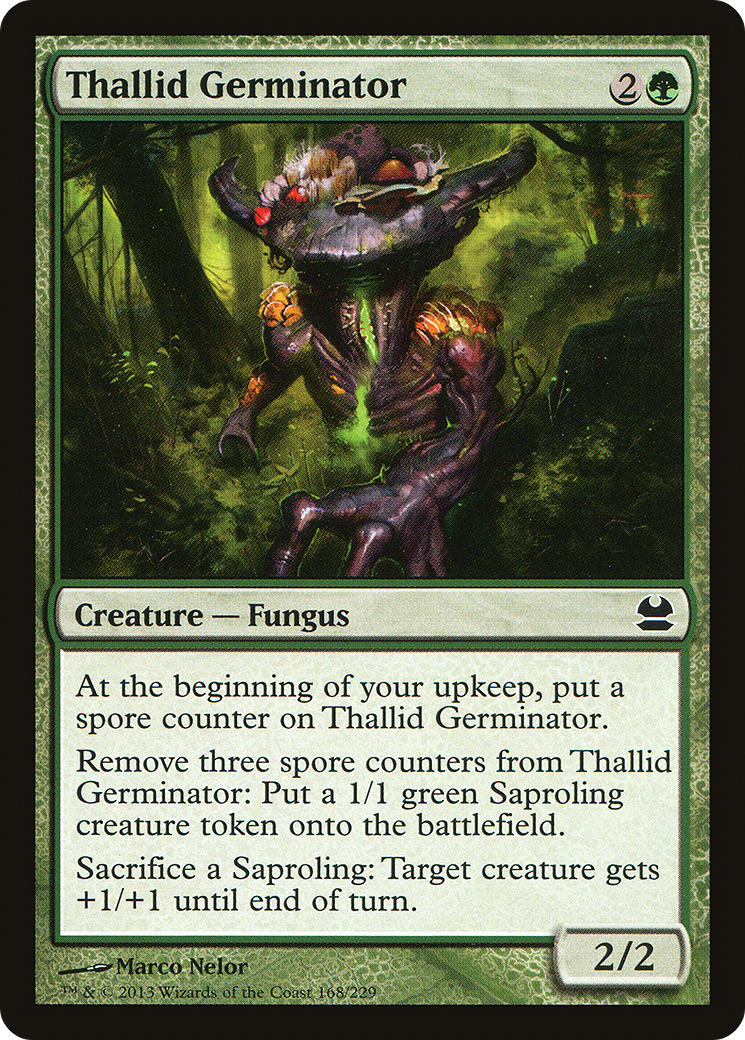 Thallid Germinator 2
Creature — Fungus
At the beginning of your upkeep, put a
spore counter on Thallid Germinator.
Remove three spore counters from Thallid
Germinator: Put a 1/1 green Saproling
creature token onto the battlefield.
Sacrifice a Saproling: Target creature gets
+1/+1 until end of turn.
2/2
Marco Nelor
™ & © 2013 Wizards of the Coast 168/229